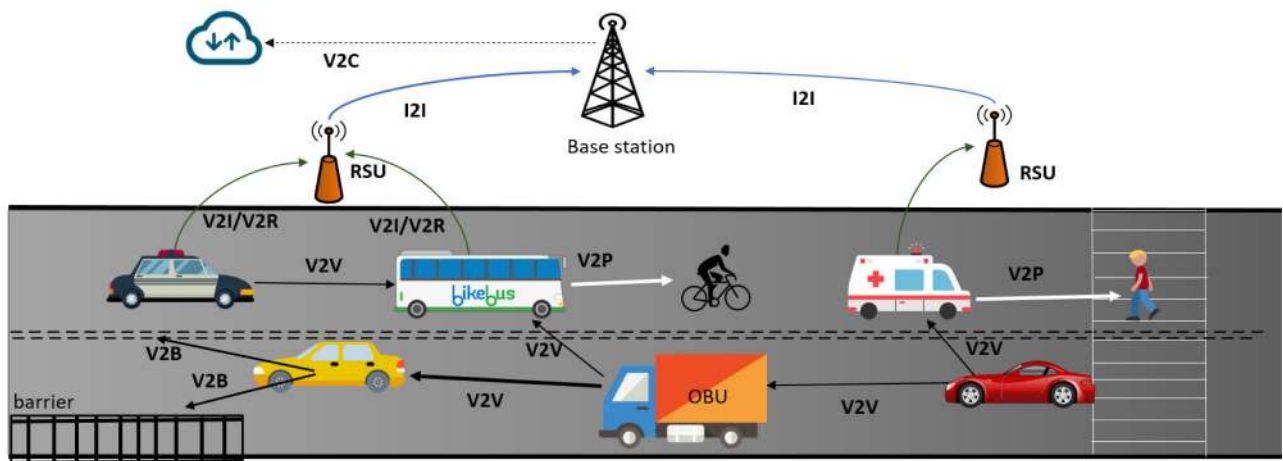 V2C
I2I
I2I
Base station
RSU
RSU
V2I/V2R
V2I/V2R
V2V
V2P
V2P
bikebus
V2B
V2V
V2V
V2B
OBU
V2V
V2V
barrier